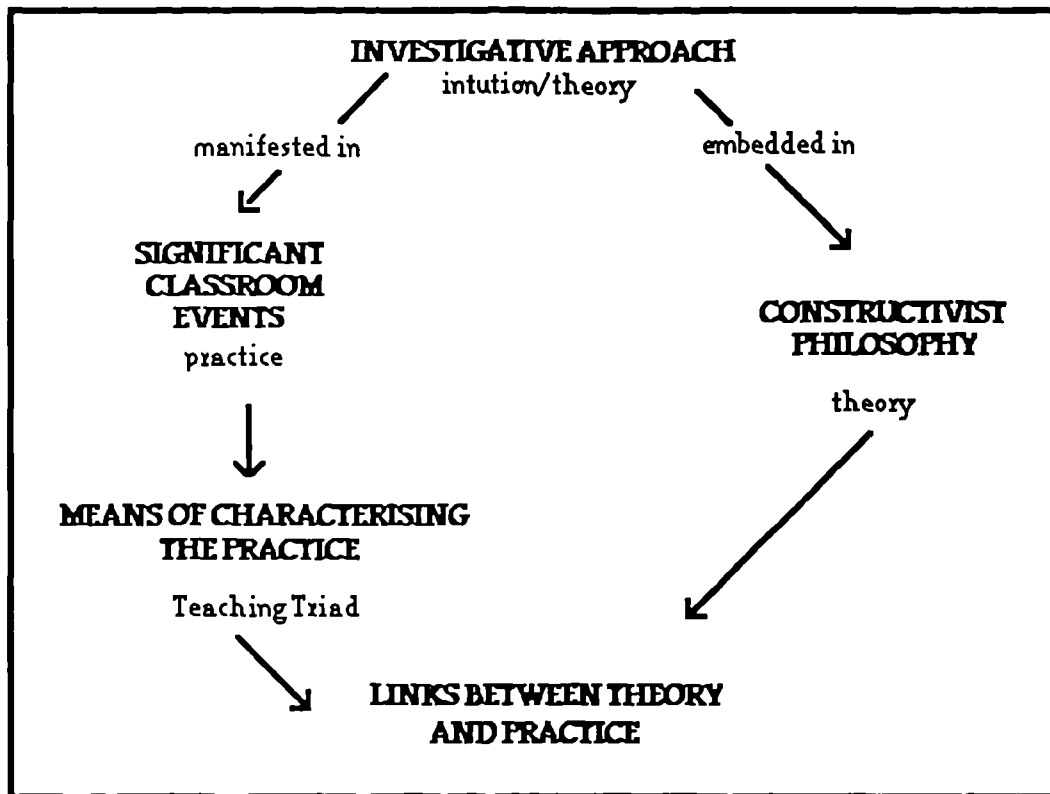 INVESTIGATIVE APPROACH
intution/theory
manifested in
embedded in
SIGNIFICANT
CLASSROOM
EVENTS
practice
CONSTRUCTIVIST
PHILOSOPHY
theory
MEANS OF CHARACTERISING
THE PRACTICE
Teaching Triad
LINKS BETWEEN THEORY
AND PRACTICE